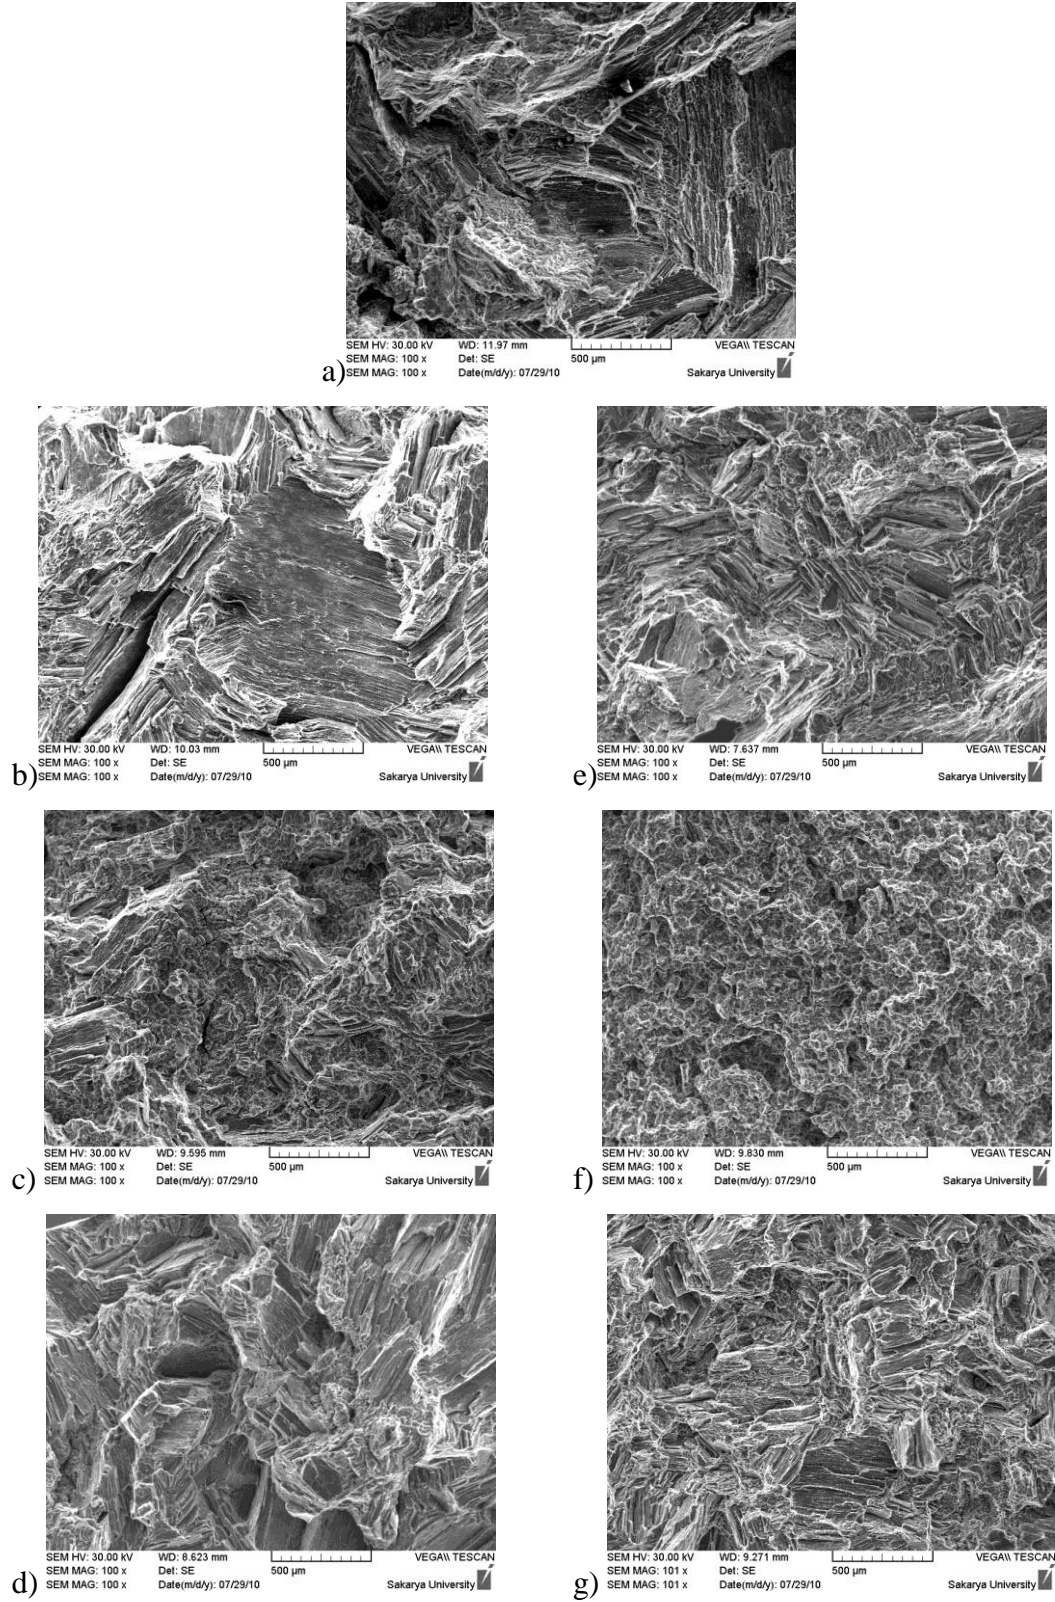 SEM HV: 30.00 kV WD: 11.97 mm VEGA\\ TESCAN
SEM MAG: 100 x Det: SE 500 µm
a) SEM MAG: 100 x Date(m/d/y): 07/29/10 Sakarya University
SEM HV: 30.00 kV WD: 10.03 mm VEGA\\ TESCAN
SEM MAG: 100 x Det: SE 500 µm
b) SEM MAG: 100 x Date(m/d/y): 07/29/10 Sakarya University
SEM HV: 30.00 kV WD: 7.637 mm VEGA\\ TESCAN
SEM MAG: 100 x Det: SE 500 µm
e) SEM MAG: 100 x Date(m/d/y): 07/29/10 Sakarya University
SEM HV: 30.00 kV WD: 9.595 mm VEGA\\ TESCAN
SEM MAG: 100 x Det: SE 500 µm
c) SEM MAG: 100 x Date(m/d/y): 07/29/10 Sakarya University
SEM HV: 30.00 kV WD: 9.830 mm VEGA\\ TESCAN
SEM MAG: 100 x Det: SE 500 µm
f) SEM MAG: 100 x Date(m/d/y): 07/29/10 Sakarya University
SEM HV: 30.00 kV WD: 8.623 mm VEGA\\ TESCAN
SEM MAG: 100 x Det: SE 500 µm
d) SEM MAG: 100 x Date(m/d/y): 07/29/10 Sakarya University
SEM HV: 30.00 kV WD: 9.271 mm VEGA\\ TESCAN
SEM MAG: 101 x Det: SE 500 µm
g) SEM MAG: 101 x Date(m/d/y): 07/29/10 Sakarya University